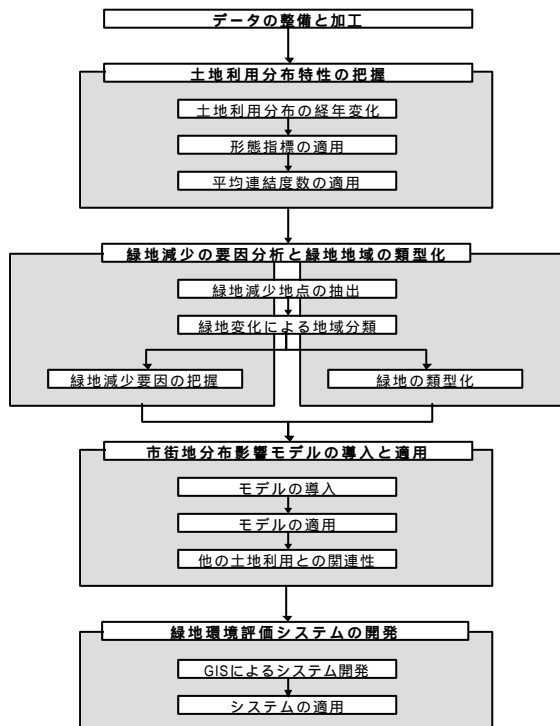 データの整備と加工
土地利用分布特性の把握
土地利用分布の経年変化
形態指標の適用
平均連結度数の適用
緑地減少の要因分析と緑地地域の類型化
緑地減少地点の抽出
緑地変化による地域分類
緑地減少要因の把握
緑地の類型化
市街地分布影響モデルの導入と適用
モデルの導入
モデルの適用
他の土地利用との関連性
緑地環境評価システムの開発
GISによるシステム開発
システムの適用